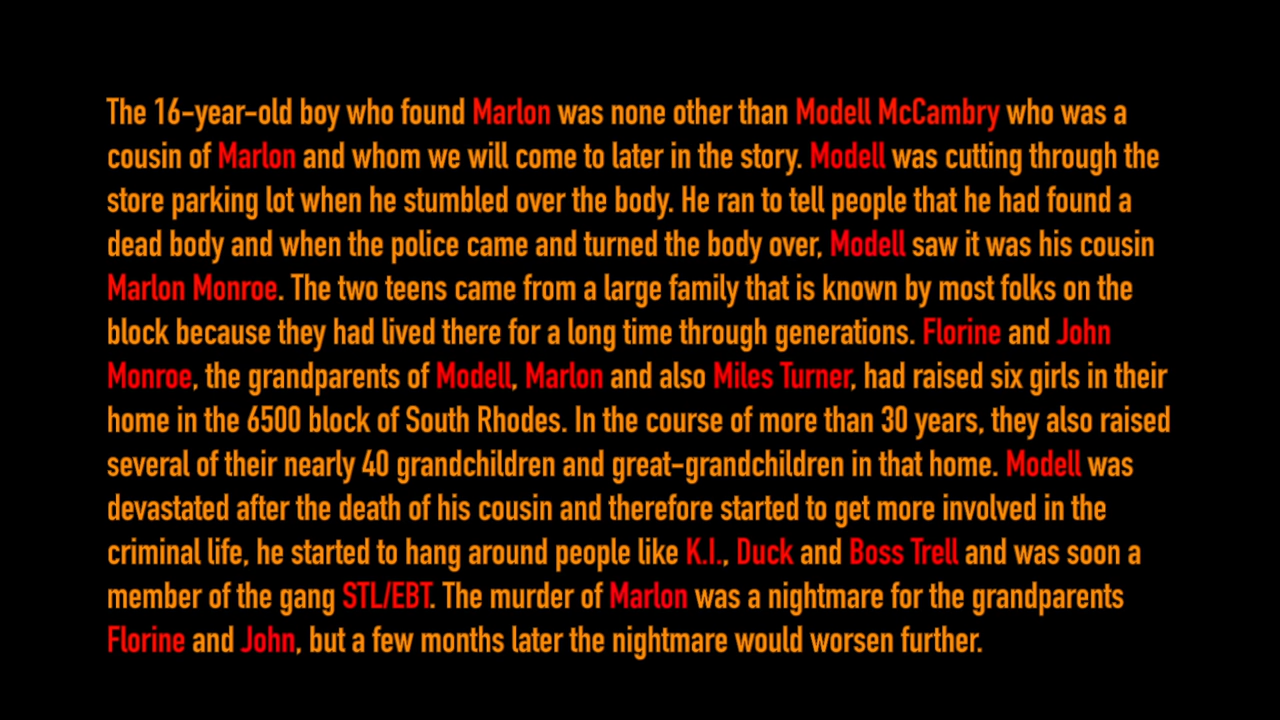 The 16-year-old boy who found Marlon was none other than Modell McCambry who was a
cousin of Marlon and whom we will come to later in the story. Modell was cutting through the
store parking lot when he stumbled over the body. He ran to tell people that he had found a
dead body and when the police came and turned the body over, Modell saw it was his cousin
Marlon Monroe. The two teens came from a large family that is known by most folks on the
block because they had lived there for a long time through generations. Florine and John
Monroe, the grandparents of Modell, Marlon and also Miles Turner, had raised six girls in their
home in the 6500 block of South Rhodes. In the course of more than 30 years, they also raised
several of their nearly 40 grandchildren and great-grandchildren in that home. Modell was
devastated after the death of his cousin and therefore started to get more involved in the
criminal life, he started to hang around people like K.I., Duck and Boss Trell and was soon a
member of the gang STL/EBT. The murder of Marlon was a nightmare for the grandparents
Florine and John, but a few months later the nightmare would worsen further.